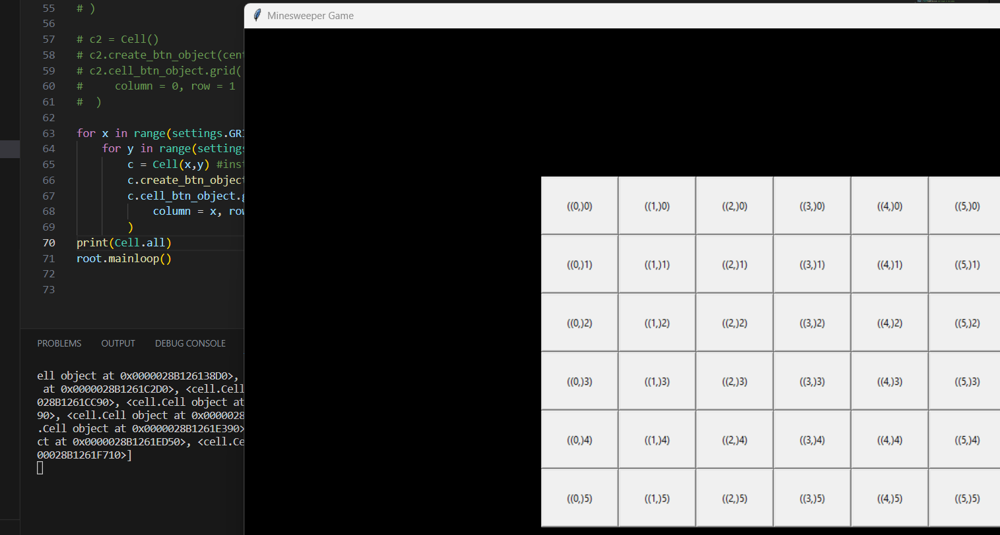 55 # )
56
57 # c2 = Cell()
58 # c2.create_btn_object(cent
59 # c2.cell_btn_object.grid(
60 #     column = 0, row = 1
61 #  )
62
63 for x in range(settings.GRI
64     for y in range(settings
65         c = Cell(x,y) #inst
66         c.create_btn_object
67         c.cell_btn_object.g
68             column = x, row
69         )
70 print(Cell.all)
71 root.mainloop()
72
73
PROBLEMS OUTPUT DEBUG CONSOLE
ell object at 0x0000028B126138D0>,
 at 0x0000028B1261C2D0>, <cell.Cell
028B1261CC90>, <cell.Cell object at
90>, <cell.Cell object at 0x0000028
.Cell object at 0x0000028B1261E390>
ct at 0x0000028B1261ED50>, <cell.Ce
00028B1261F710>]
Minesweeper Game
((0,)0) ((1,)0) ((2,)0) ((3,)0) ((4,)0) ((5,)0)
((0,)1) ((1,)1) ((2,)1) ((3,)1) ((4,)1) ((5,)1)
((0,)2) ((1,)2) ((2,)2) ((3,)2) ((4,)2) ((5,)2)
((0,)3) ((1,)3) ((2,)3) ((3,)3) ((4,)3) ((5,)3)
((0,)4) ((1,)4) ((2,)4) ((3,)4) ((4,)4) ((5,)4)
((0,)5) ((1,)5) ((2,)5) ((3,)5) ((4,)5) ((5,)5)